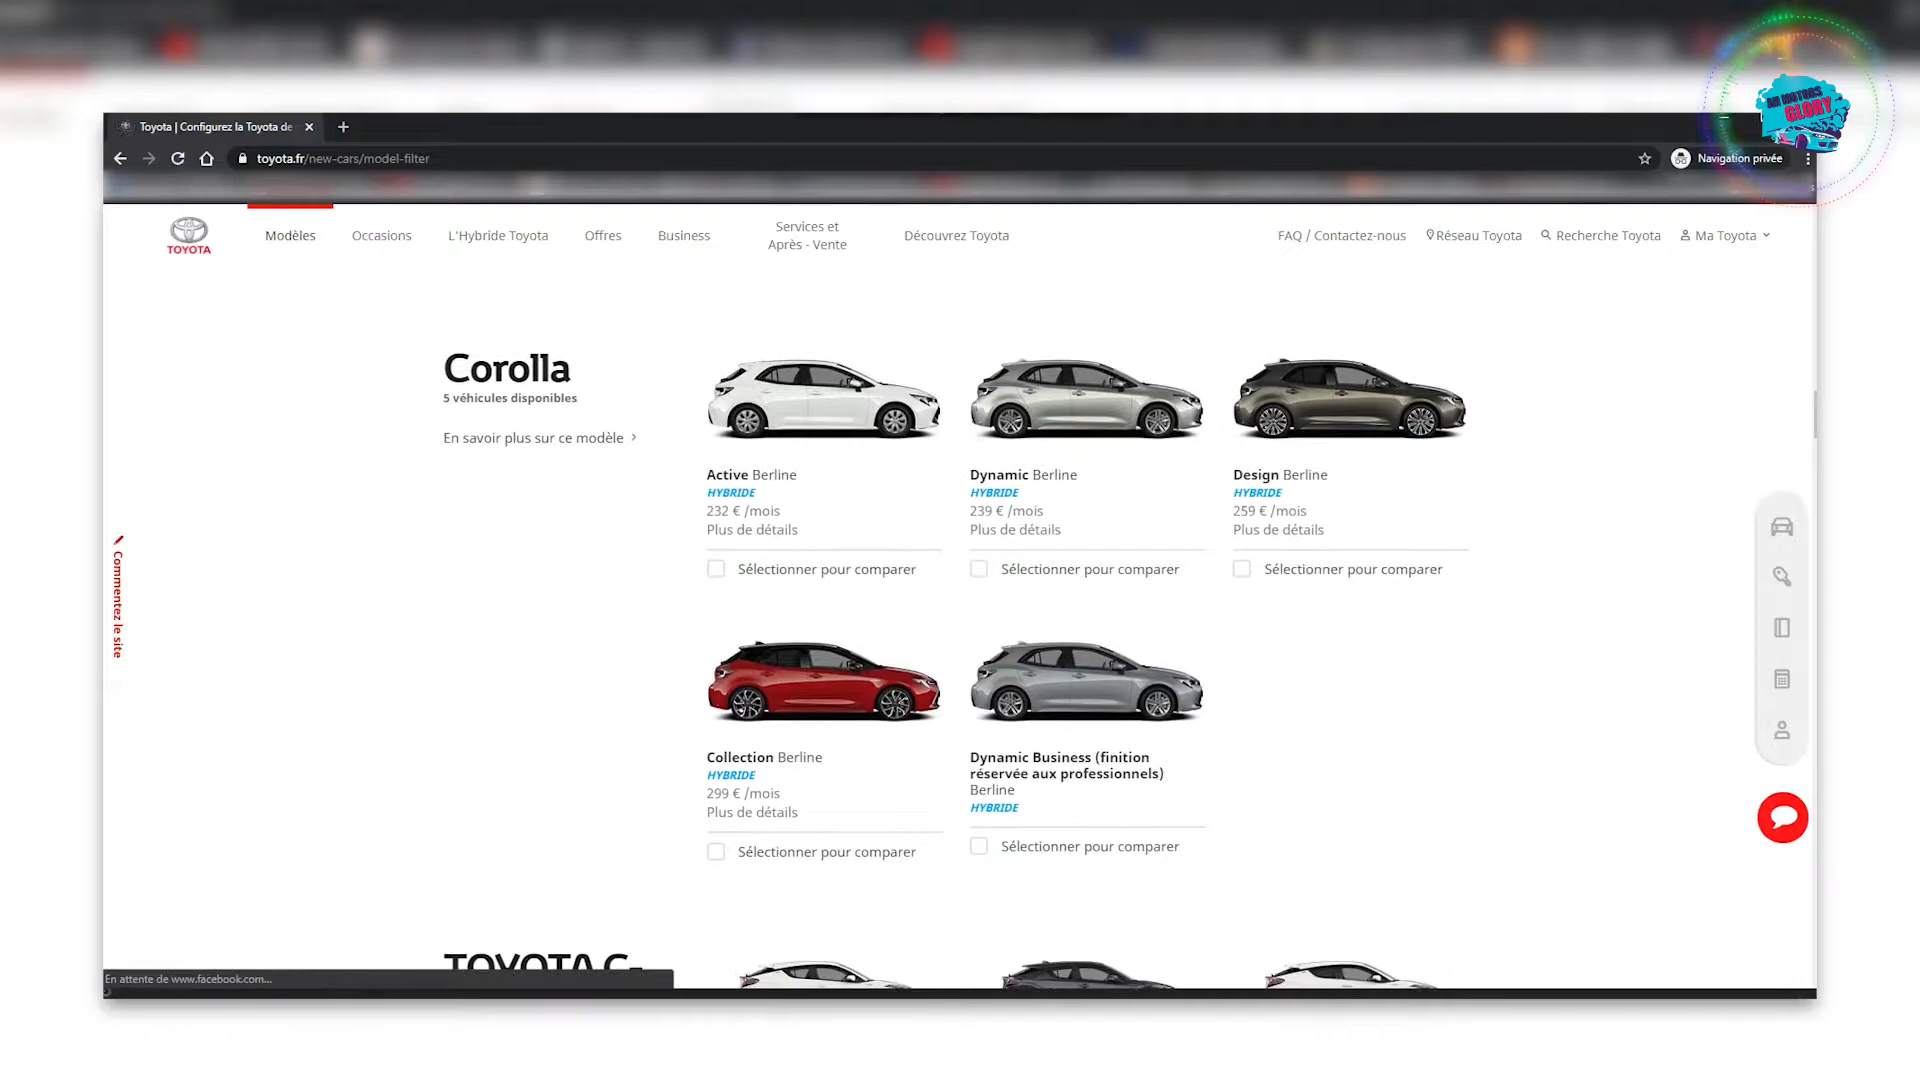 AM MOTORS
GLORY
Toyota | Configurez la Toyota de
toyota.fr/new-cars/model-filter
Navigation privée
TOYOTA
Modèles
Occasions
L'Hybride Toyota
Offres
Business
Services et
Après - Vente
Découvrez Toyota
FAQ / Contactez-nous
Réseau Toyota
Recherche Toyota
Ma Toyota
Corolla
5 véhicules disponibles
En savoir plus sur ce modèle
Active Berline
HYBRIDE
232 € /mois
Plus de détails
Sélectionner pour comparer
Dynamic Berline
HYBRIDE
239 € /mois
Plus de détails
Sélectionner pour comparer
Design Berline
HYBRIDE
259 € /mois
Plus de détails
Sélectionner pour comparer
Commentez le site
Collection Berline
HYBRIDE
299 € /mois
Plus de détails
Sélectionner pour comparer
Dynamic Business (finition
réservée aux professionnels)
Berline
HYBRIDE
Sélectionner pour comparer
TOYOTA C-
En attente de www.facebook.com...